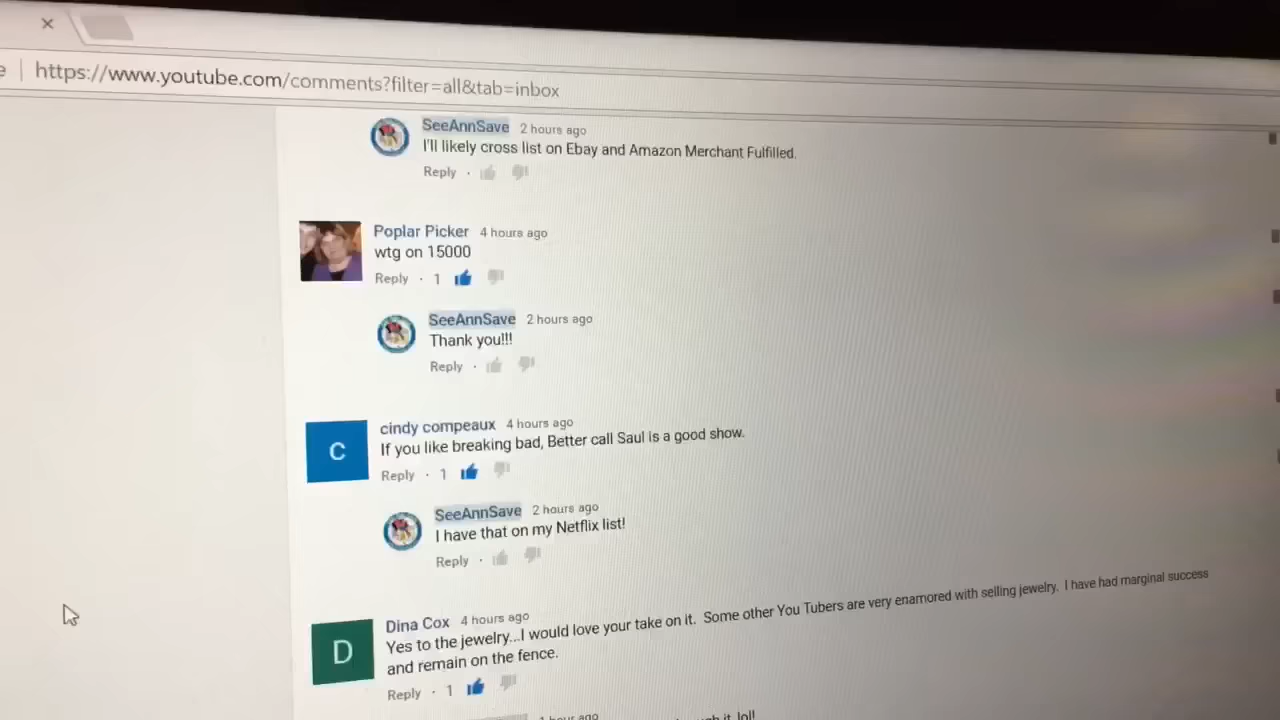 e | https://www.youtube.com/comments?filter=all&tab=inbox
SeeAnnSave 2 hours ago
I'll likely cross list on Ebay and Amazon Merchant Fulfilled.
Reply ·
Poplar Picker 4 hours ago
wtg on 15000
Reply · 1
SeeAnnSave 2 hours ago
Thank you!!!
Reply ·
C
cindy compeaux 4 hours ago
If you like breaking bad, Better call Saul is a good show.
Reply · 1
SeeAnnSave 2 hours ago
I have that on my Netflix list!
Reply ·
D
Dina Cox 4 hours ago
Yes to the jewelry...I would love your take on it. Some other You Tubers are very enamored with selling jewelry. I have had marginal success
and remain on the fence.
Reply · 1
1 hour ago
it, lol!